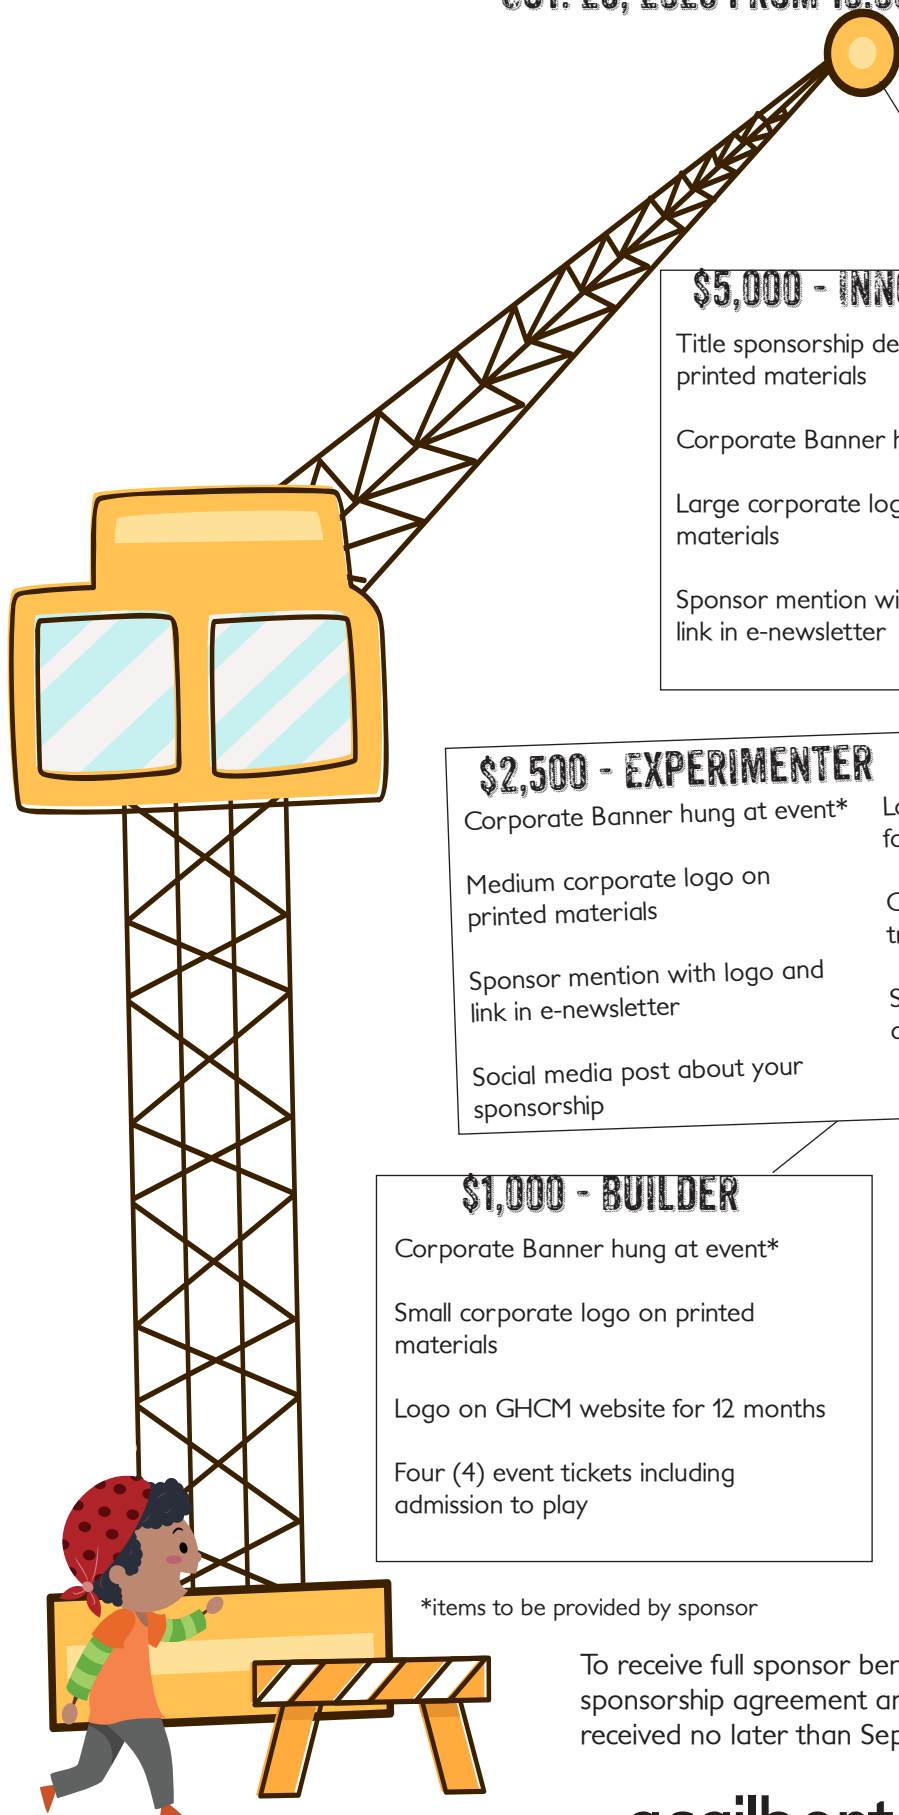 $5,000 - 
Title sponsorship
printed materials
Corporate Banner
Large corporate
materials
Sponsor mention
link in e-newsletter
$2,500 - EXPERIMENTER
Corporate Banner hung at event*
Medium corporate logo on
printed materials
Sponsor mention with logo and
link in e-newsletter
Social media post about your
sponsorship
$1,000 - BUILDER
Corporate Banner hung at event*
Small corporate logo on printed
materials
Logo on GHCM website for 12 months
Four (4) event tickets including
admission to play
*items to be provided by sponsor
To receive full sponsor
sponsorship agreement
received no later than